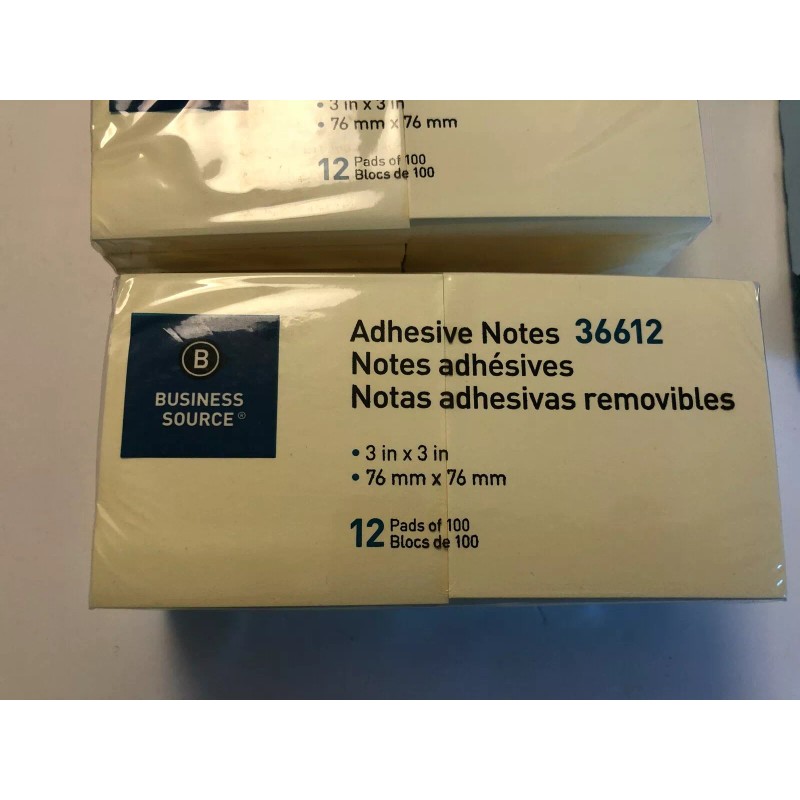 • 3 in x 3 in
• 76 mm x 76 mm
12 Pads of 100
Blocs de 100
B
BUSINESS
SOURCE®
Adhesive Notes 36612
Notes adhésives
Notas adhesivas removibles
• 3 in x 3 in
• 76 mm x 76 mm
12 Pads of 100
Blocs de 100